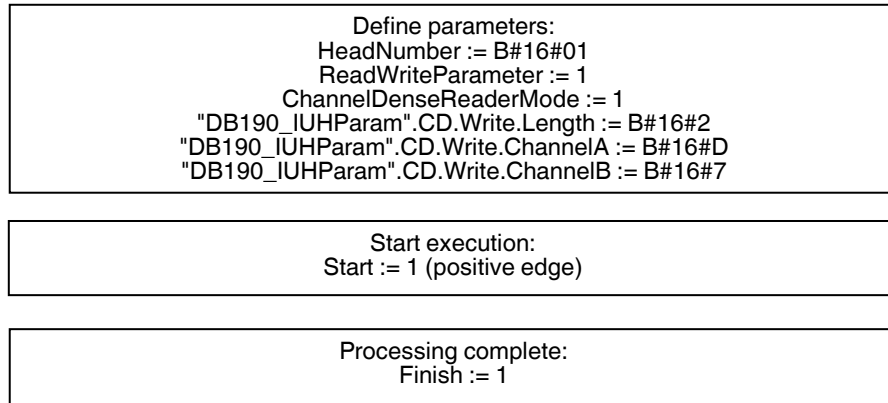 Define parameters:
HeadNumber := B#16#01
ReadWriteParameter := 1
ChannelDenseReaderMode := 1
"DB190_IUHParam".CD.Write.Length := B#16#2
"DB190_IUHParam".CD.Write.ChannelA := B#16#D
"DB190_IUHParam".CD.Write.ChannelB := B#16#7
Start execution:
Start := 1 (positive edge)
Processing complete:
Finish := 1